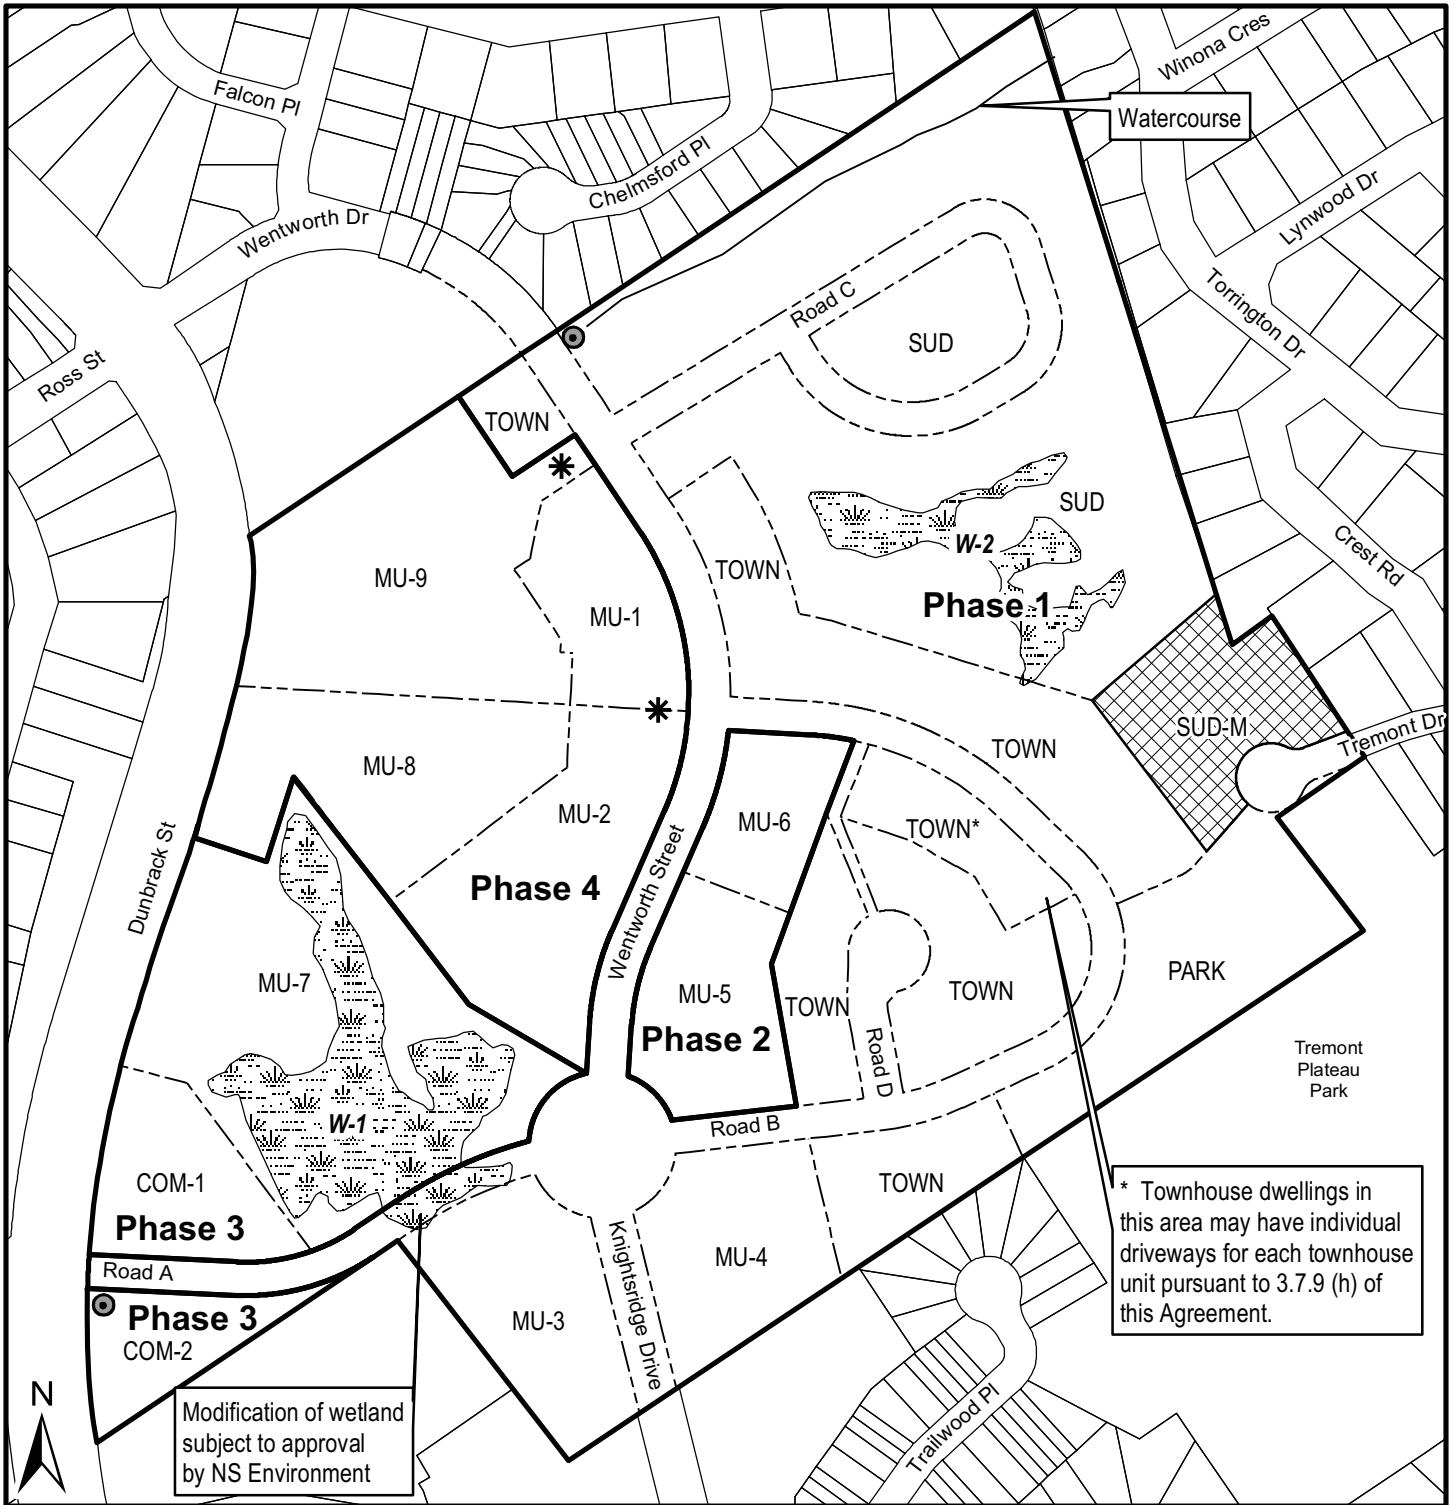 Winona Cres
Falcon Pl
Watercourse
Chelmsford Pl
Lynwood Dr
Wentworth Dr
Road C
Torrington Dr
SUD
Ross St
TOWN
SUD
W-2
Crest Rd
MU-9
TOWN
Phase 1
MU-1
SUD-M
Tremont Dr
TOWN
MU-8
MU-2
MU-6
TOWN*
Dunbrack St
Phase 4
Wentworth Street
PARK
MU-7
MU-5
TOWN
TOWN
Phase 2
Road D
Tremont
Plateau
Park
W-1
Road B
COM-1
TOWN
Phase 3
* Townhouse dwellings in
this area may have individual
driveways for each townhouse
unit pursuant to 3.7.9 (h) of
this Agreement.
Road A
MU-4
Knightsridge Drive
Phase 3
COM-2
MU-3
N
Modification of wetland
subject to approval
by NS Environment
Trailwood Pl